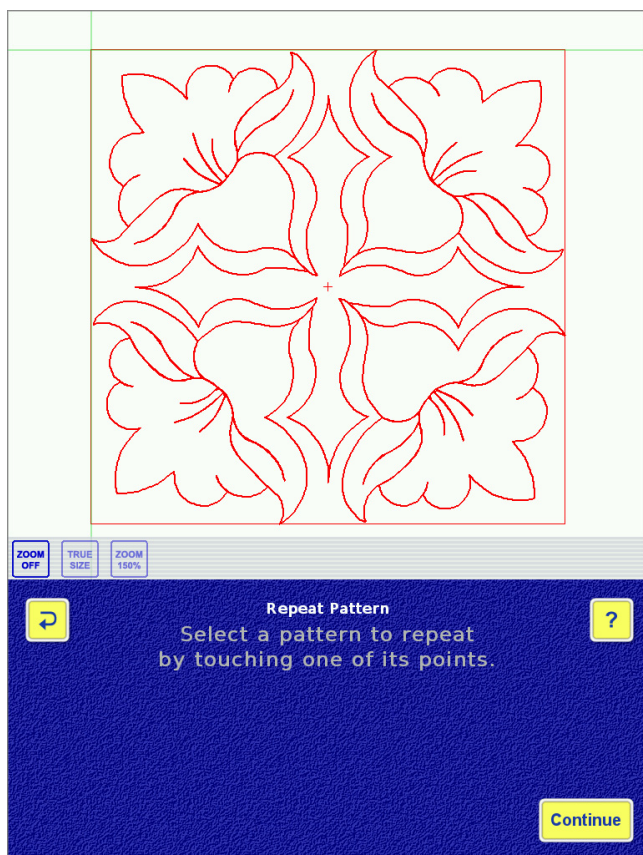 ZOOM
OFF
TRUE
SIZE
ZOOM
150%
Repeat Pattern
?
Select a pattern to repeat
by touching one of its points.
Continue